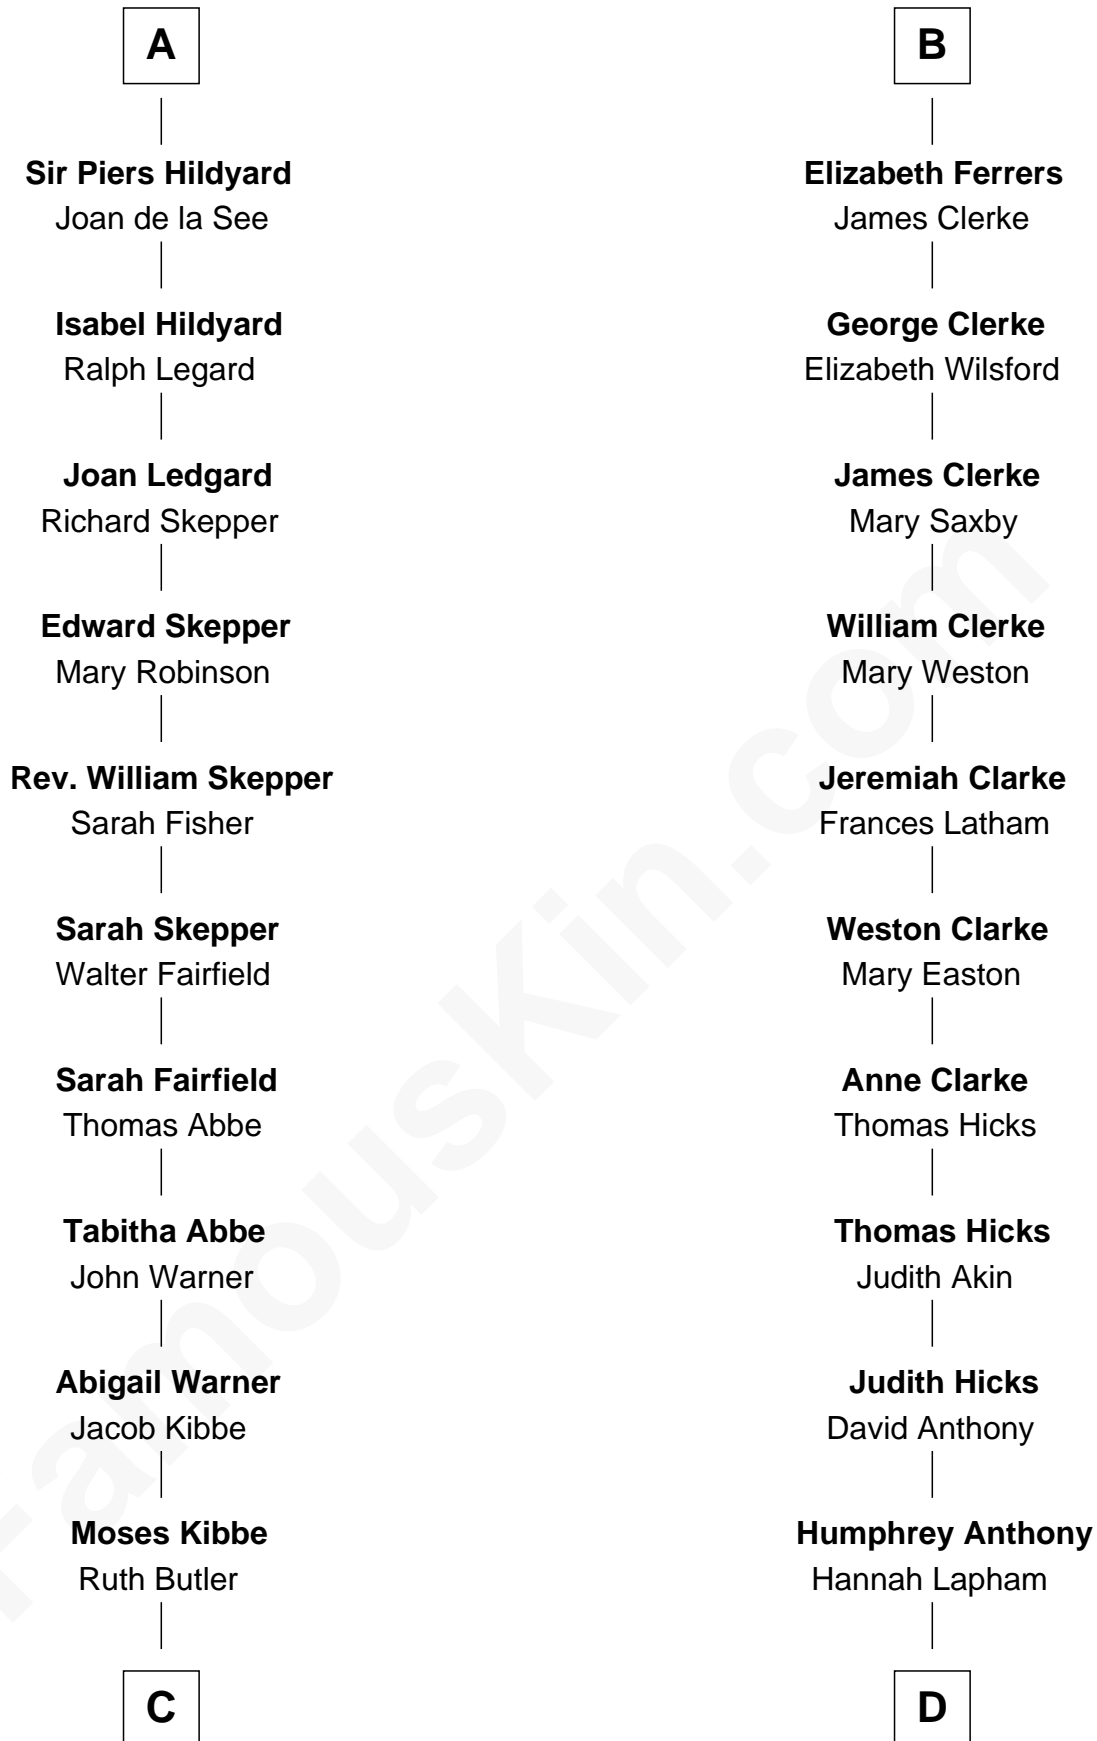 A
Sir Piers Hildyard
Joan de la See
Isabel Hildyard
Ralph Legard
Joan Ledgard
Richard Skepper
Edward Skepper
Mary Robinson
Rev. William Skepper
Sarah Fisher
Sarah Skepper
Walter Fairfield
Sarah Fairfield
Thomas Abbe
Tabitha Abbe
John Warner
Abigail Warner
Jacob Kibbe
Moses Kibbe
Ruth Butler
C
B
Elizabeth Ferrers
James Clerke
George Clerke
Elizabeth Wilsford
James Clerke
Mary Saxby
William Clerke
Mary Weston
Jeremiah Clarke
Frances Latham
Weston Clarke
Mary Easton
Anne Clarke
Thomas Hicks
Thomas Hicks
Judith Akin
Judith Hicks
David Anthony
Humphrey Anthony
Hannah Lapham
D
FamousKin.com